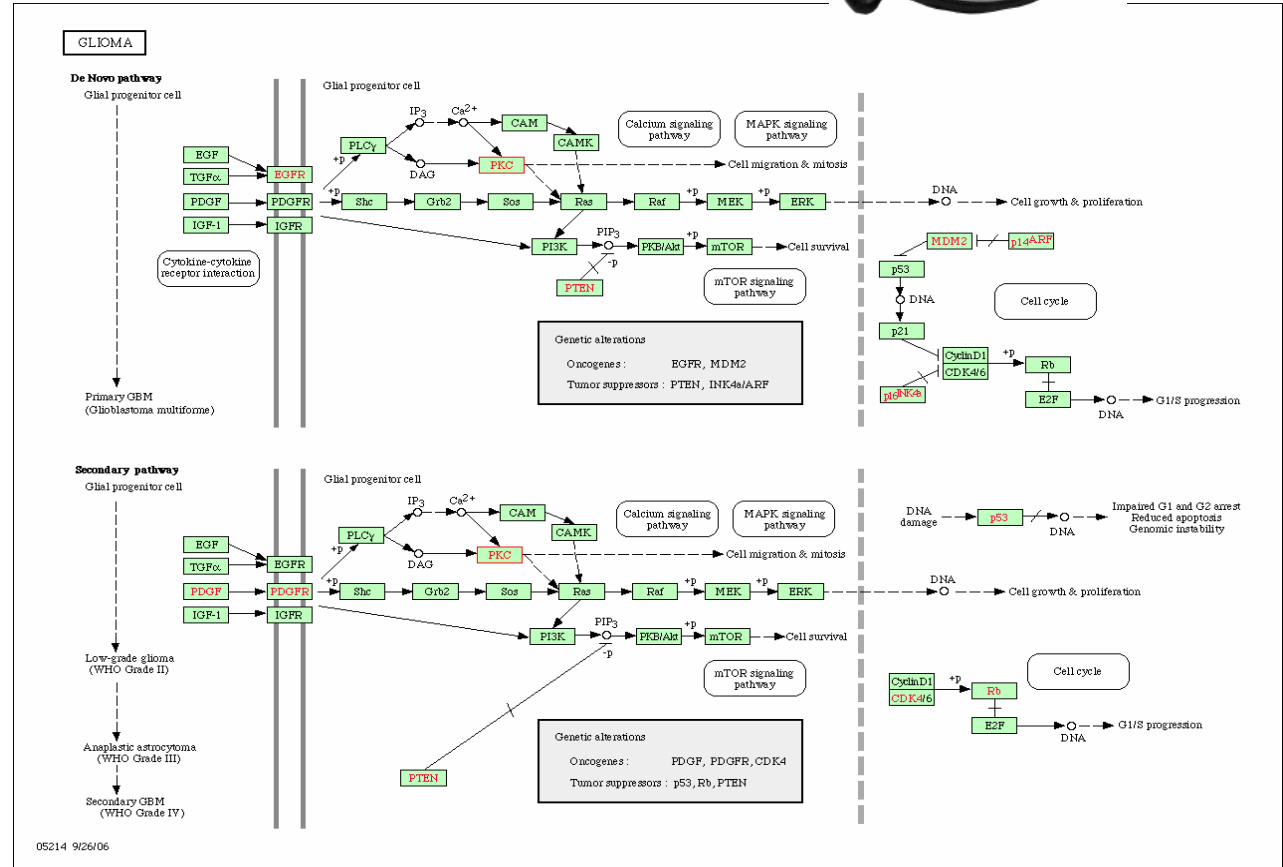 GLIOMA
De Novo pathway
Glial progenitor cell
Primary GBM
(Glioblastoma multiforme)
EGF
TGFα
PDGF
IGF-1
EGFR
PDGFR
IGFR
Cytokine-cytokine
receptor interaction
Glial progenitor cell
IP3
Ca2+
CAM
CAMK
PLCγ
+p
DAG
PKC
Cell migration & mitosis
Calcium signaling
pathway
MAPK signaling
pathway
+p
Shc
Grb2
Sos
Ras
Raf
+p
MEK
+p
ERK
DNA
Cell growth & proliferation
PI3K
PIP3
-p
PKB/Akt
+p
mTOR
Cell survival
PTEN
mTOR signaling
pathway
MDM2
p14ARF
p53
DNA
p21
Cell cycle
CyclinD1
CDK4/6
+p
Rb
p16INK4a
E2F
DNA
G1/S progression
Genetic alterations
Oncogenes : EGFR, MDM2
Tumor suppressors : PTEN, INK4a/ARF
Secondary pathway
Glial progenitor cell
Low-grade glioma
(WHO Grade II)
Anaplastic astrocytoma
(WHO Grade III)
Secondary GBM
(WHO Grade IV)
EGF
TGFα
PDGF
IGF-1
EGFR
PDGFR
IGFR
Glial progenitor cell
IP3
Ca2+
CAM
CAMK
PLCγ
+p
DAG
PKC
Cell migration & mitosis
Calcium signaling
pathway
MAPK signaling
pathway
DNA
damage
p53
DNA
Impaired G1 and G2 arrest
Reduced apoptosis
Genomic instability
+p
Shc
Grb2
Sos
Ras
Raf
+p
MEK
+p
ERK
DNA
Cell growth & proliferation
PI3K
PIP3
-p
PKB/Akt
+p
mTOR
Cell survival
mTOR signaling
pathway
PTEN
CyclinD1
CDK4/6
+p
Rb
Cell cycle
E2F
DNA
G1/S progression
Genetic alterations
Oncogenes : PDGF, PDGFR, CDK4
Tumor suppressors : p53, Rb, PTEN
05214 9/26/06